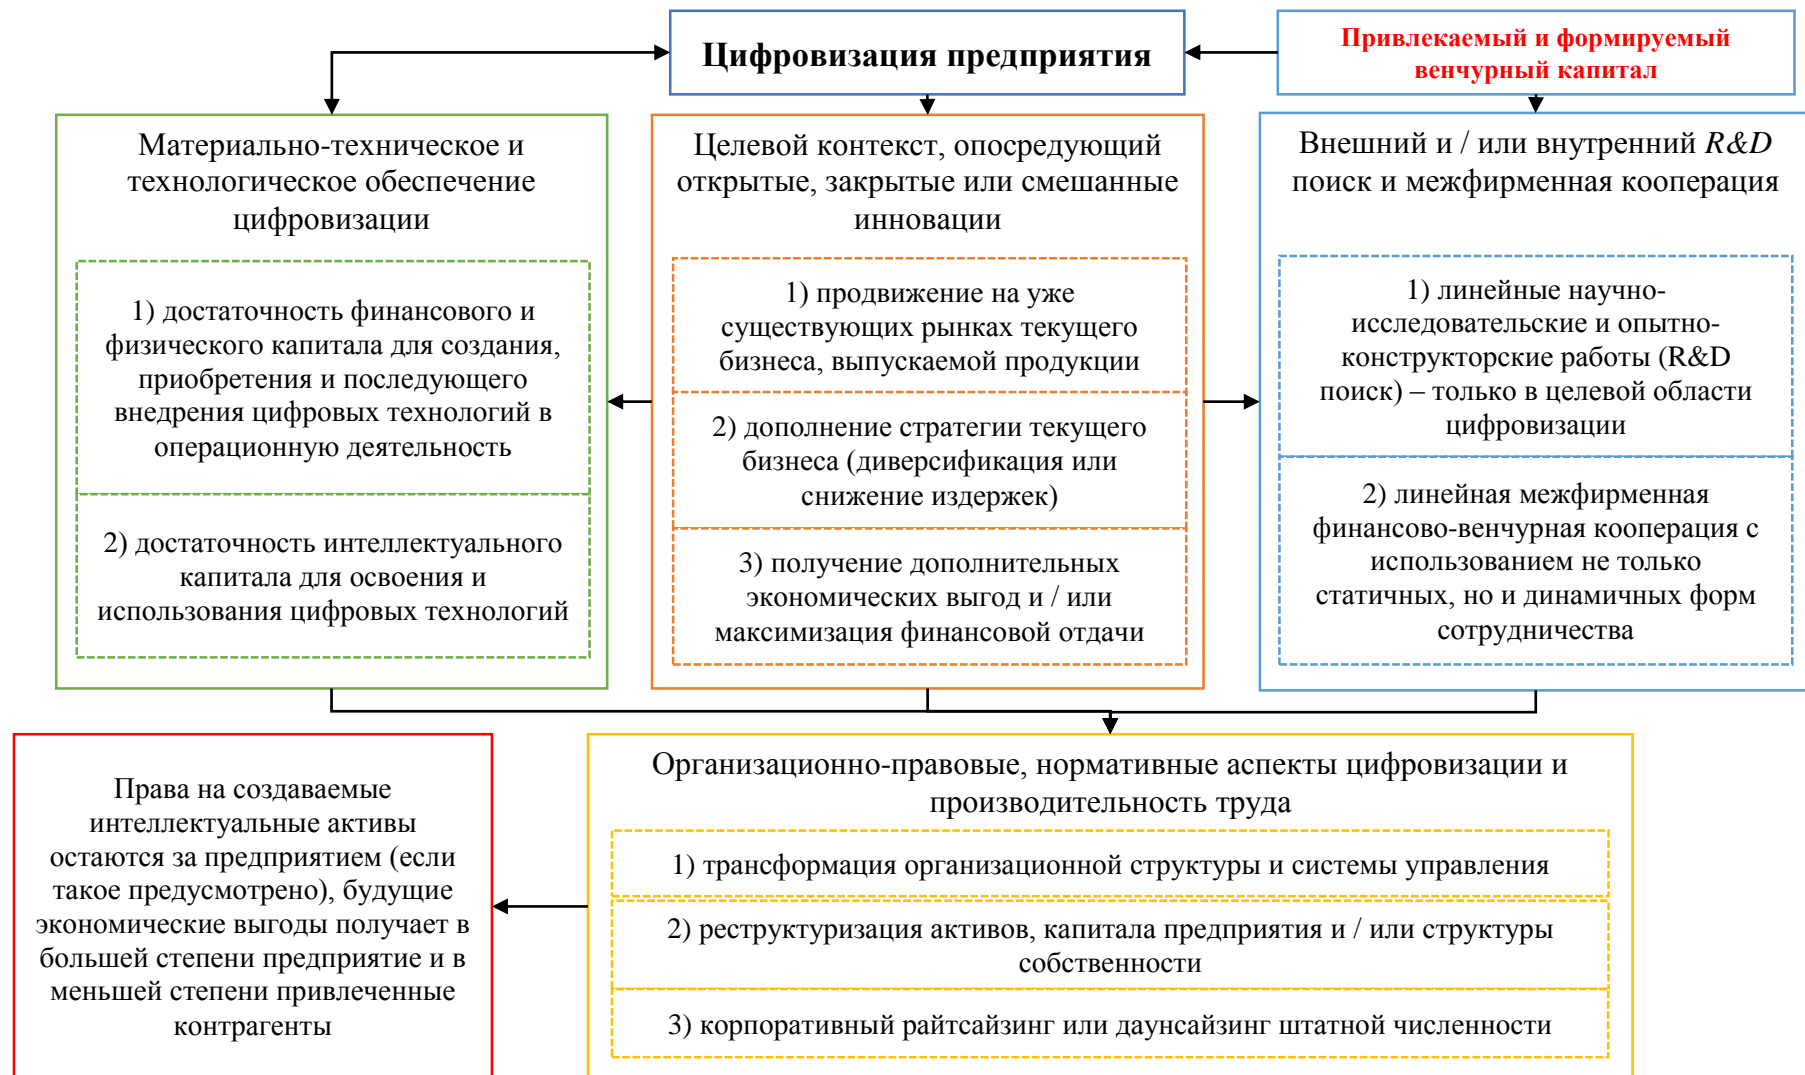 Цифровизация предприятия
Привлекаемый и формируемый
венчурный капитал
Материально-техническое и
технологическое обеспечение
цифровизации
1) достаточность финансового и
физического капитала для создания,
приобретения и последующего
внедрения цифровых технологий в
операционную деятельность
2) достаточность интеллектуального
капитала для освоения и
использования цифровых технологий
Целевой контекст, опосредующий
открытые, закрытые или смешанные
инновации
1) продвижение на уже
существующих рынках текущего
бизнеса, выпускаемой продукции
2) дополнение стратегии текущего
бизнеса (диверсификация или
снижение издержек)
3) получение дополнительных
экономических выгод и / или
максимизация финансовой отдачи
Внешний и / или внутренний R&D
поиск и межфирменная кооперация
1) линейные научно-
исследовательские и опытно-
конструкторские работы (R&D
поиск) – только в целевой области
цифровизации
2) линейная межфирменная
финансово-венчурная кооперация с
использованием не только
статичных, но и динамичных форм
сотрудничества
Права на создаваемые
интеллектуальные активы
остаются за предприятием (если
такое предусмотрено), будущие
экономические выгоды получает в
большей степени предприятие и в
меньшей степени привлеченные
контрагенты
Организационно-правовые, нормативные аспекты цифровизации и
производительность труда
1) трансформация организационной структуры и системы управления
2) реструктуризация активов, капитала предприятия и / или структуры
собственности
3) корпоративный райтсайзинг или даунсайзинг штатной численности